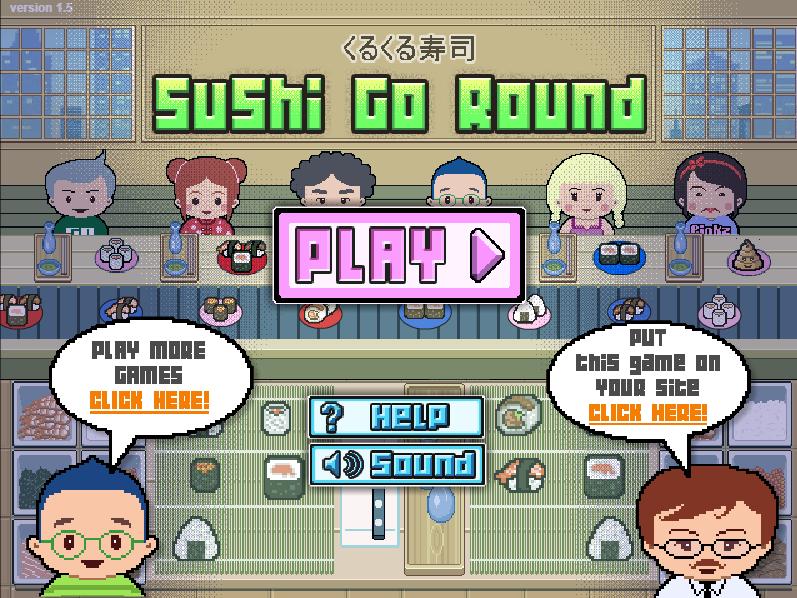 version 1.5
くるくる寿司
Sushi Go Round
PLAY
PLAY MORE
GAMES
CLICK HERE!
PUT
this game on
YOUR Site
CLICK HERE!
? Help
Sound